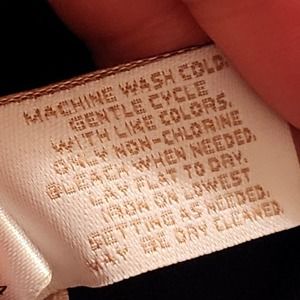 MACHINE WASH COLD,
GENTLE CYCLE
WITH LIKE COLORS.
ONLY NON-CHLORINE
BLEACH WHEN NEEDED.
LAY FLAT TO DRY.
IRON ON LOWEST
SETTING AS NEEDED.
MAY BE DRY CLEANED.